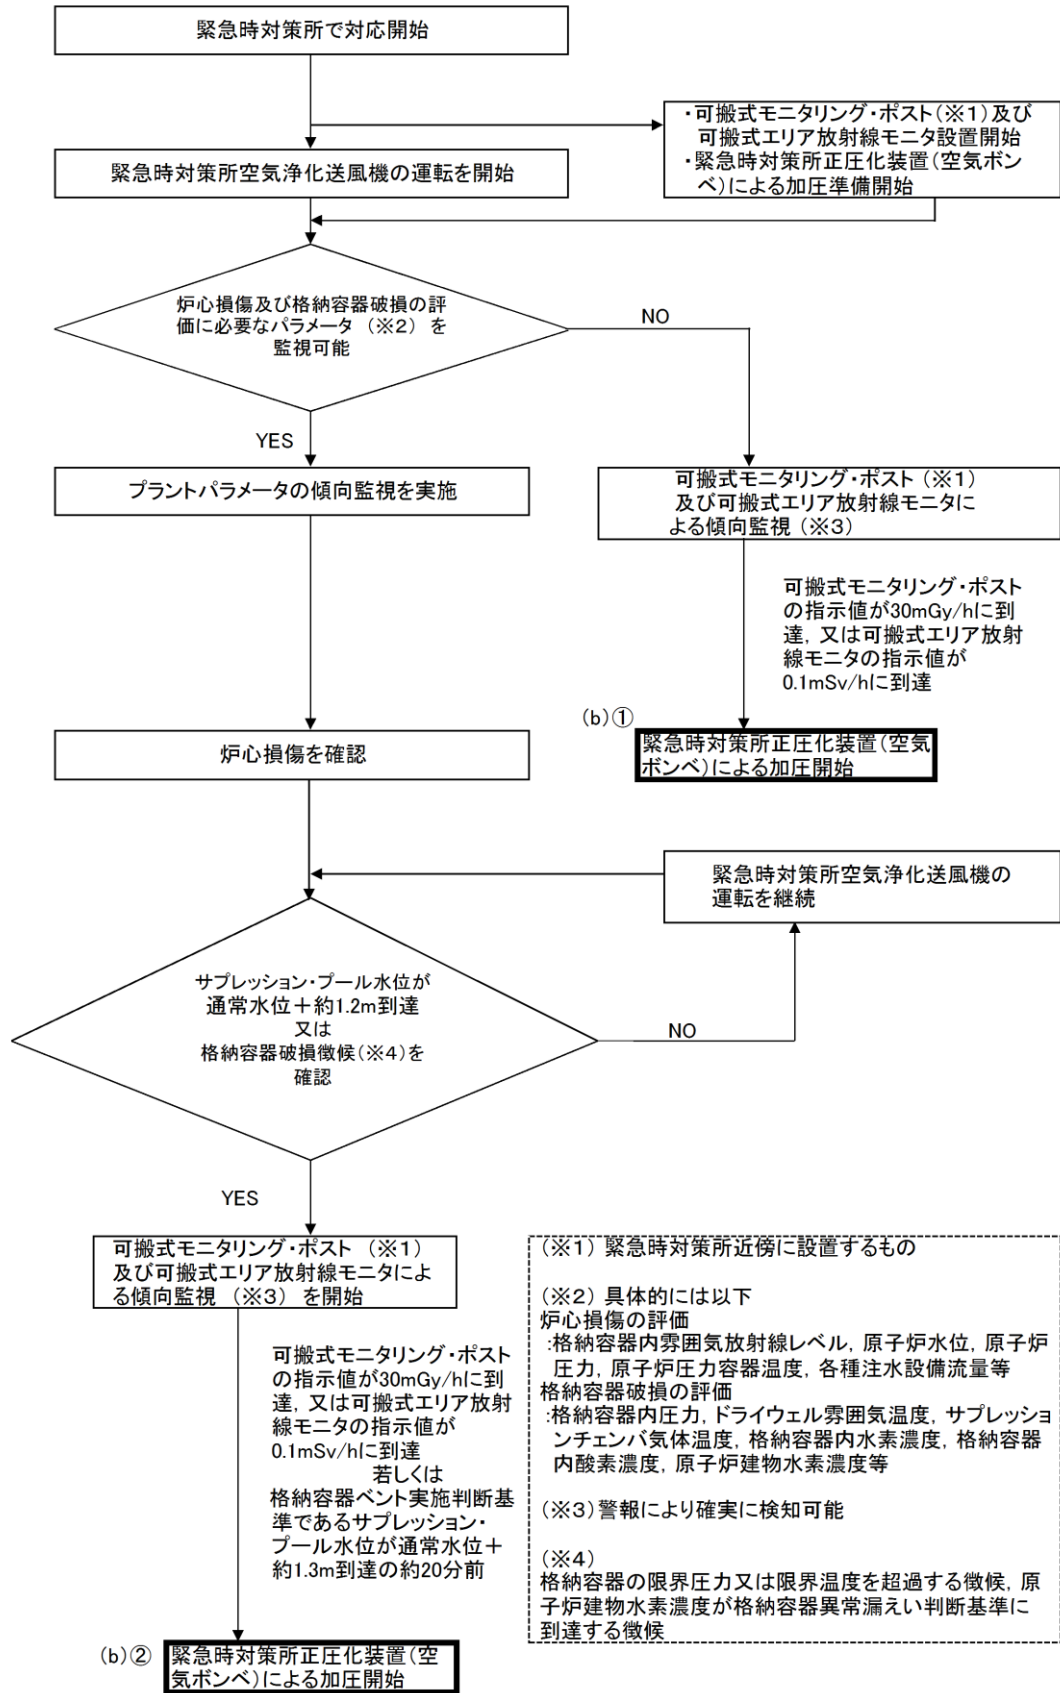 緊急時対策所で対応開始
・可搬式モニタリング・ポスト(※1)及び
可搬式エリア放射線モニタ設置開始
・緊急時対策所正圧化装置(空気ボン
ベ)による加圧準備開始
緊急時対策所空気浄化送風機の運転を開始
炉心損傷及び格納容器破損の評
価に必要なパラメータ (※2) を
監視可能
NO
YES
プラントパラメータの傾向監視を実施
可搬式モニタリング・ポスト (※1)
及び可搬式エリア放射線モニタに
よる傾向監視 (※3)
可搬式モニタリング・ポスト
の指示値が30mGy/hに到
達, 又は可搬式エリア放射
線モニタの指示値が
0.1mSv/hに到達
(b)①
緊急時対策所正圧化装置(空気
ボンベ)による加圧開始
炉心損傷を確認
緊急時対策所空気浄化送風機の
運転を継続
サプレッション・プール水位が
通常水位+約1.2m到達
又は
格納容器破損徴候(※4)を
確認
NO
YES
可搬式モニタリング・ポスト (※1)
及び可搬式エリア放射線モニタによ
る傾向監視 (※3) を開始
可搬式モニタリング・ポスト
の指示値が30mGy/hに到
達, 又は可搬式エリア放射
線モニタの指示値が
0.1mSv/hに到達
若しくは
格納容器ベント実施判断基
準であるサプレッション・
プール水位が通常水位+
約1.3m到達の約20分前
(b)②
緊急時対策所正圧化装置(空
気ボンベ)による加圧開始
(※1) 緊急時対策所近傍に設置するもの
(※2) 具体的には以下
炉心損傷の評価
:格納容器内雰囲気放射線レベル, 原子炉水位, 原子炉
圧力, 原子炉圧力容器温度, 各種注水設備流量等
格納容器破損の評価
:格納容器内圧力, ドライウェル雰囲気温度, サプレッショ
ンチェンバ気体温度, 格納容器内水素濃度, 格納容器
内酸素濃度, 原子炉建物水素濃度等
(※3) 警報により確実に検知可能
(※4)
格納容器の限界圧力又は限界温度を超過する徴候, 原
子炉建物水素濃度が格納容器異常漏えい判断基準に
到達する徴候